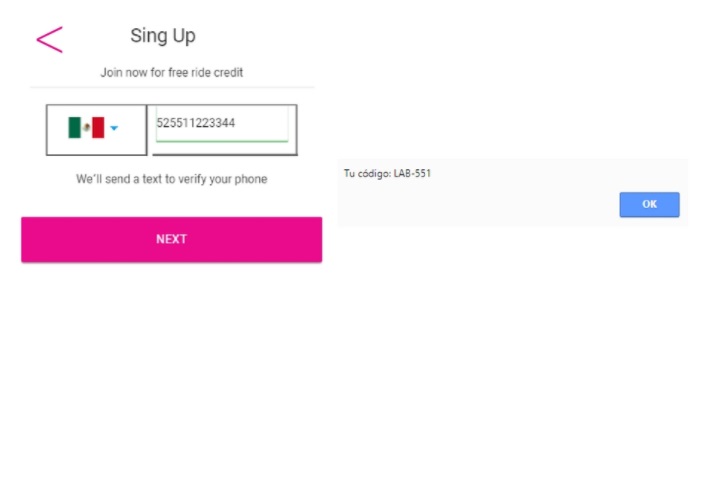 Sing Up
Join now for free ride credit
525511223344
We'll send a text to verify your phone
NEXT
Tu código: LAB-551
OK